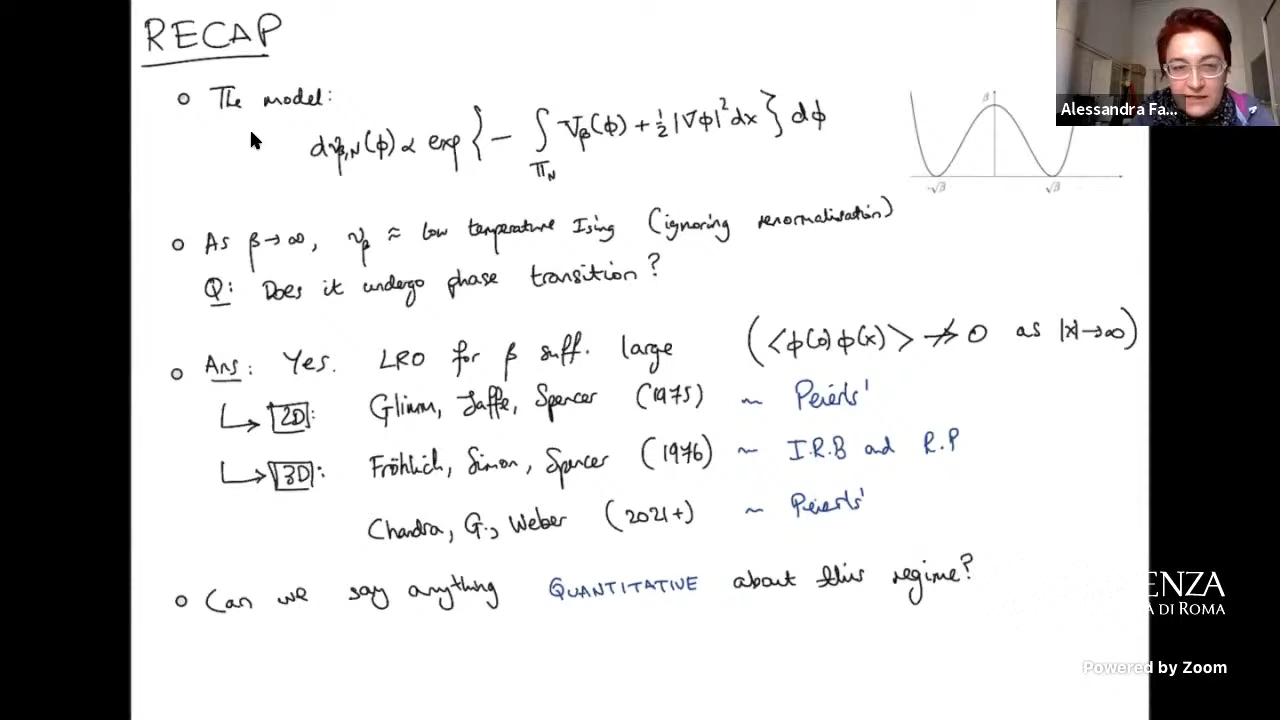 RECAP
Alessandra Fa...
The model:
dν_{β,N}(φ) ∝ exp { - ∫_{𝕋_N} V_β(φ) + 1/2 |∇φ|² dx } dφ
β
-√β √β
As β→∞, ν_β ≈ low temperature Ising (ignoring renormalisation)
Q: Does it undergo phase transition?
Ans: Yes. LRO for β suff. large (<φ(0)φ(x)> ↛ 0 as |x|→∞)
↳ 2D: Glimm, Jaffe, Spencer (1975) ~ Peierls'
↳ 3D: Fröhlich, Simon, Spencer (1976) ~ I.R.B and R.P
Chandra, G., Weber (2021+) ~ Peierls'
Can we say anything QUANTITATIVE about this regime?
ENZA
A DI ROMA
Powered by Zoom